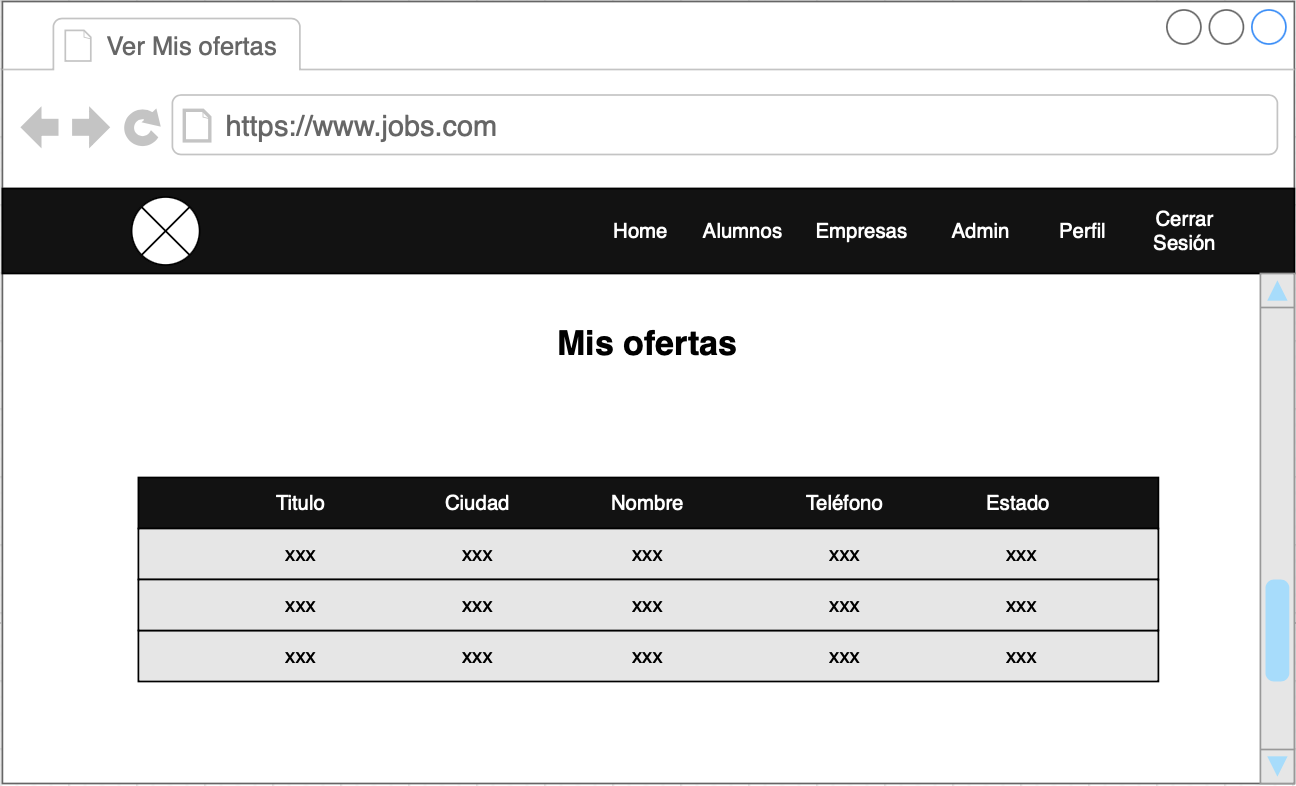 Ver Mis ofertas
https://www.jobs.com
Home Alumnos Empresas Admin Perfil Cerrar
Sesión
Mis ofertas
Titulo Ciudad Nombre Teléfono Estado
xxx xxx xxx xxx xxx
xxx xxx xxx xxx xxx
xxx xxx xxx xxx xxx